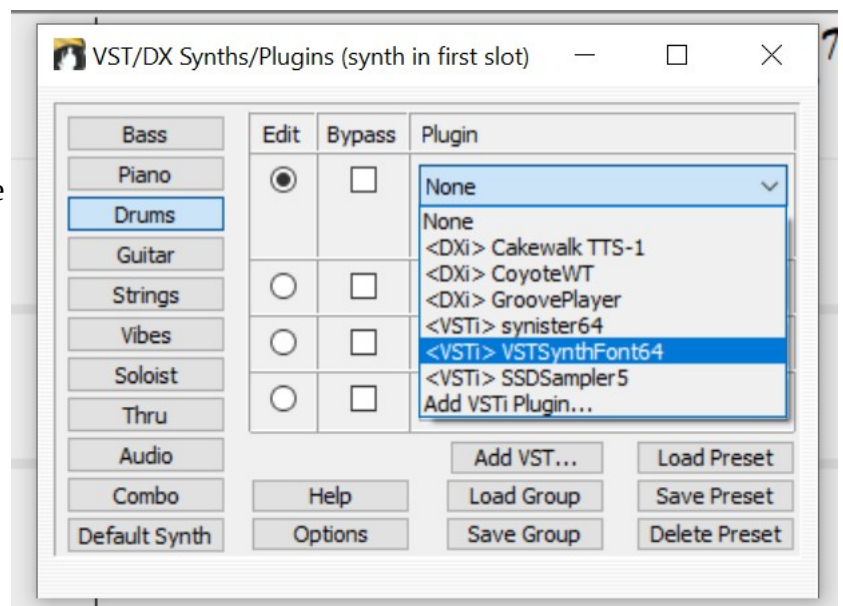 VST/DX Synths/Plugins (synth in first slot)
Edit Bypass Plugin
Bass
Piano
Drums
Guitar
Strings
Vibes
Soloist
Thru
Audio
Combo
Default Synth
None
None
<DXi> Cakewalk TTS-1
<DXi> CoyoteWT
<DXi> GroovePlayer
<VSTi> synister64
<VSTi> VSTSynthFont64
<VSTi> SSDSampler5
Add VSTi Plugin...
Add VST... Load Preset
Help Load Group Save Preset
Options Save Group Delete Preset
e